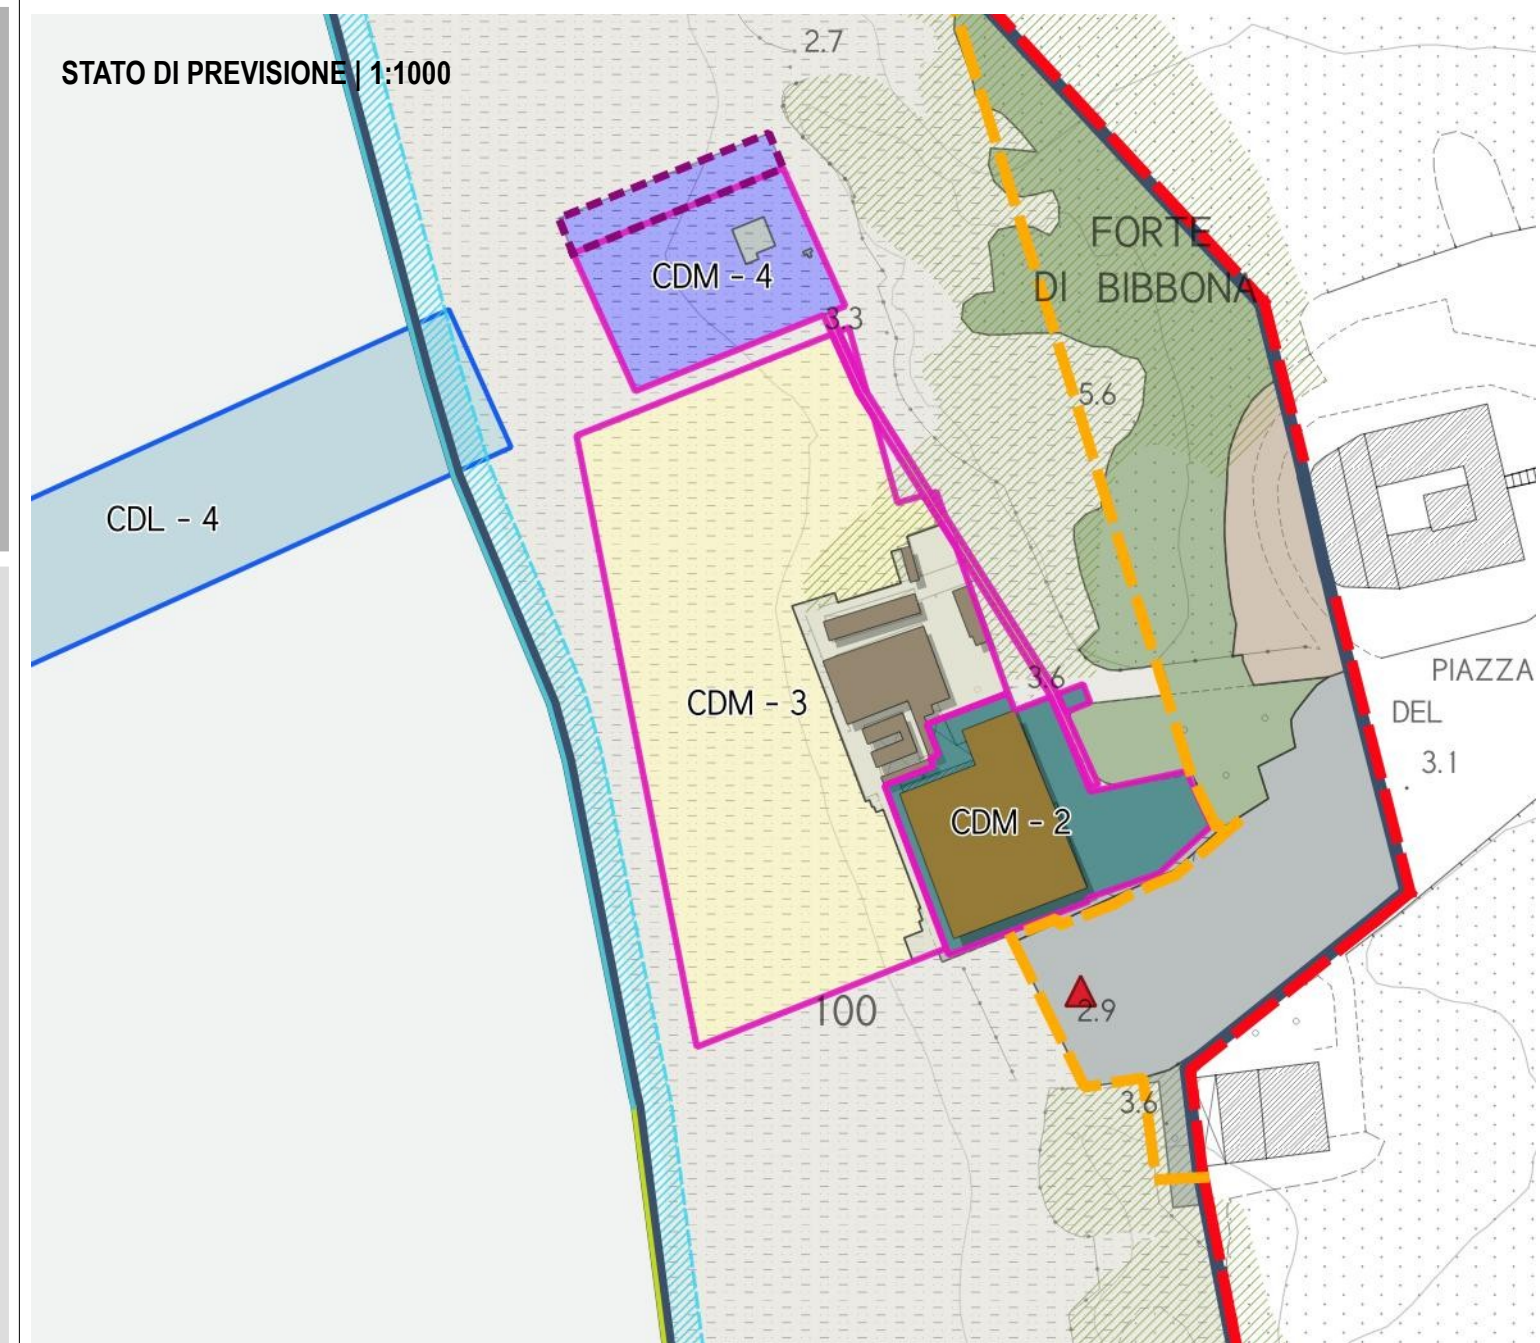 STATO DI PREVISIONE | 1:1000
2.7
FORTE
DI BIBBONA
CDM - 4
4
3.3
5.6
CDL - 4
3.6
PIAZZA
DEL
CDM - 3
3.1
CDM - 2
100
2.9
3.6